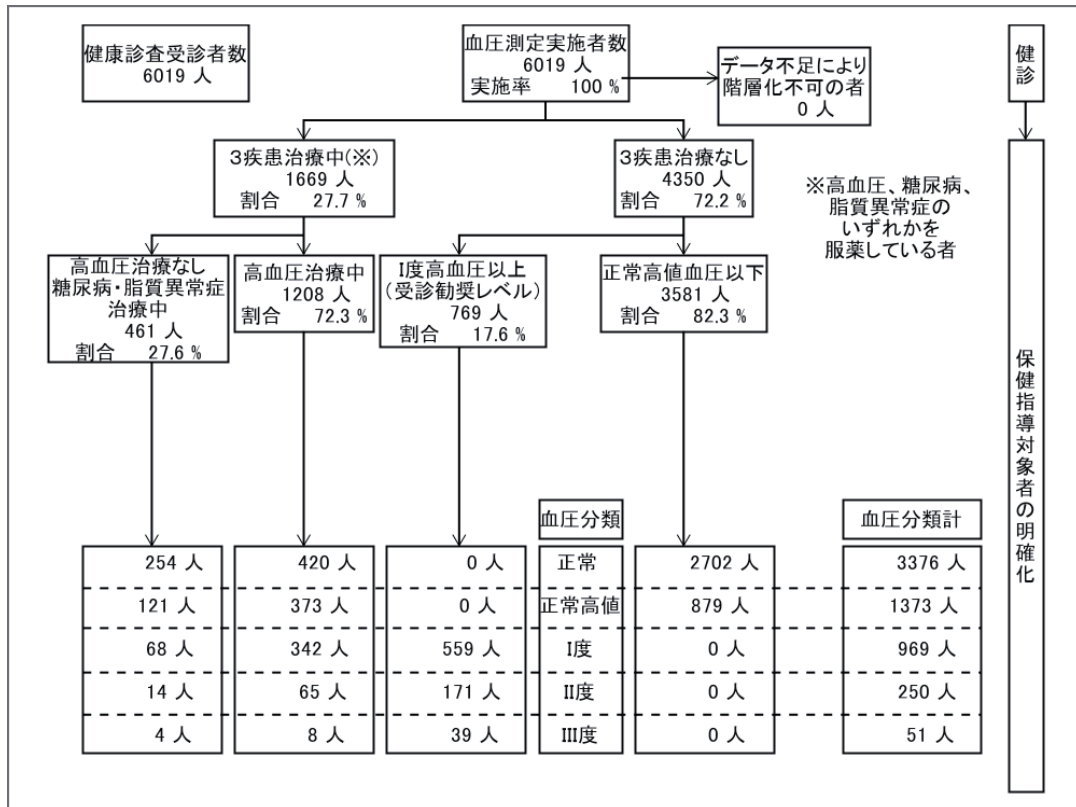 健康診査受診者数
6019 人
血圧測定実施者数
6019 人
実施率 100 %
データ不足により
階層化不可の者
0 人
健診
3疾患治療中(※)
1669 人
割合 27.7 %
3疾患治療なし
4350 人
割合 72.2 %
※高血圧、糖尿病、
脂質異常症の
いずれかを
服薬している者
高血圧治療なし
糖尿病・脂質異常症
治療中
461 人
割合 27.6 %
高血圧治療中
1208 人
割合 72.3 %
I度高血圧以上
(受診勧奨レベル)
769 人
割合 17.6 %
正常高値血圧以下
3581 人
割合 82.3 %
保健指導対象者の明確化
血圧分類
血圧分類計
254 人 420 人 0 人 正常 2702 人 3376 人
121 人 373 人 0 人 正常高値 879 人 1373 人
68 人 342 人 559 人 I度 0 人 969 人
14 人 65 人 171 人 II度 0 人 250 人
4 人 8 人 39 人 III度 0 人 51 人